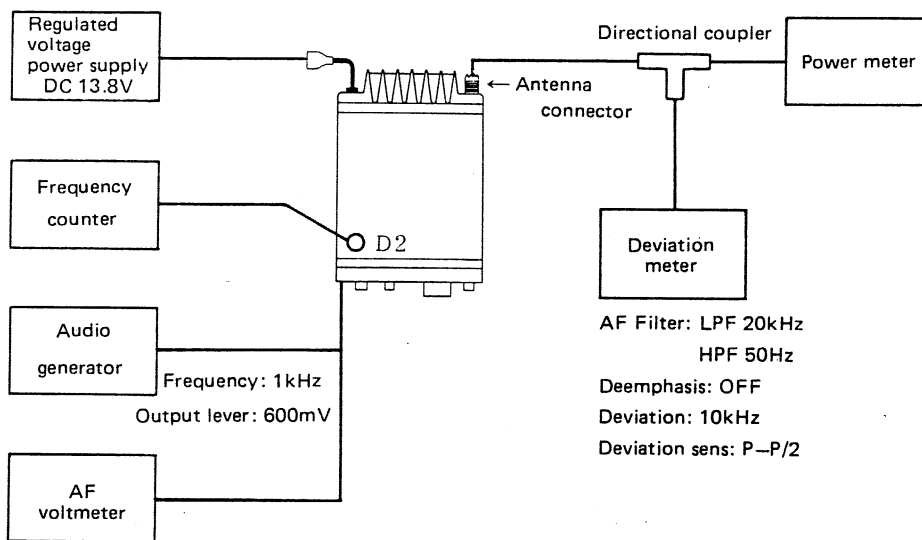 Regulated
voltage
power supply
DC 13.8V
Directional coupler
Power meter
← Antenna
connector
Frequency
counter
D2
Deviation
meter
Audio
generator
Frequency: 1kHz
Output lever: 600mV
AF Filter: LPF 20kHz
HPF 50Hz
Deemphasis: OFF
Deviation: 10kHz
Deviation sens: P–P/2
AF
voltmeter